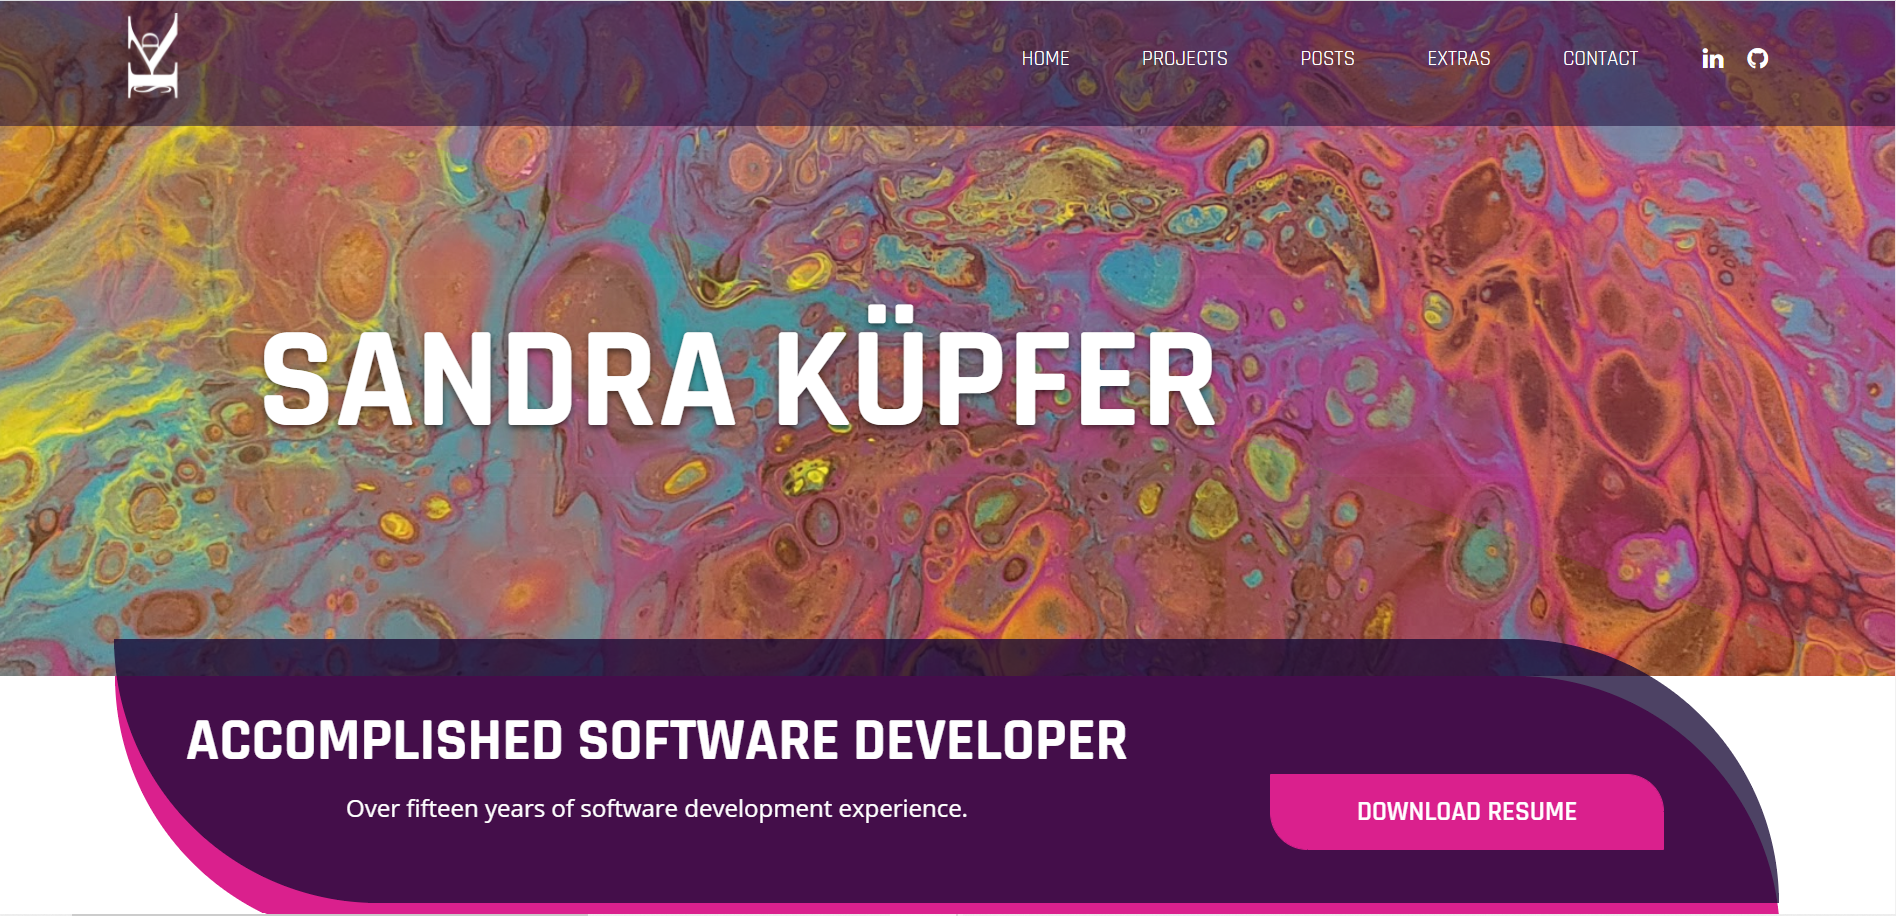 HOME PROJECTS POSTS EXTRAS CONTACT
SANDRA KÜPFER
ACCOMPLISHED SOFTWARE DEVELOPER
Over fifteen years of software development experience.
DOWNLOAD RESUME